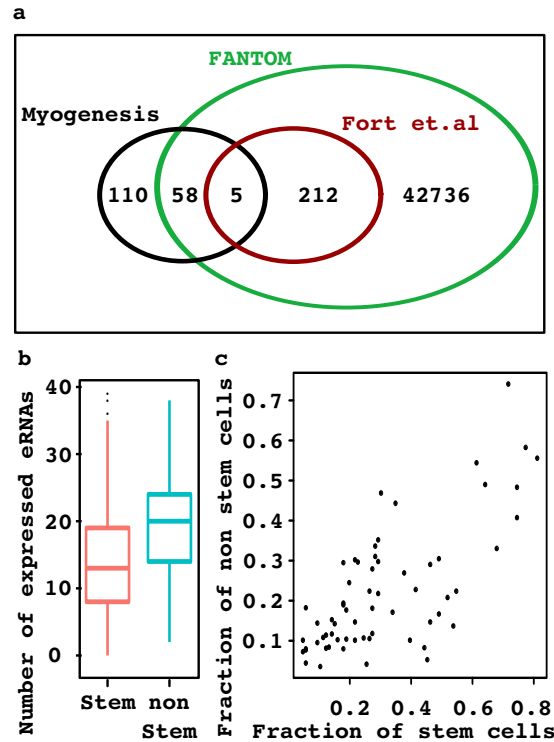 a
FANTOM
Myogenesis
Fort et.al
110 58 5 212 42736
b
Number of expressed eRNAs
40
30
20
10
0
Stem non
Stem
c
Fraction of non stem cells
0.7
0.6
0.5
0.4
0.3
0.2
0.1
0.2 0.4 0.6 0.8
Fraction of stem cells